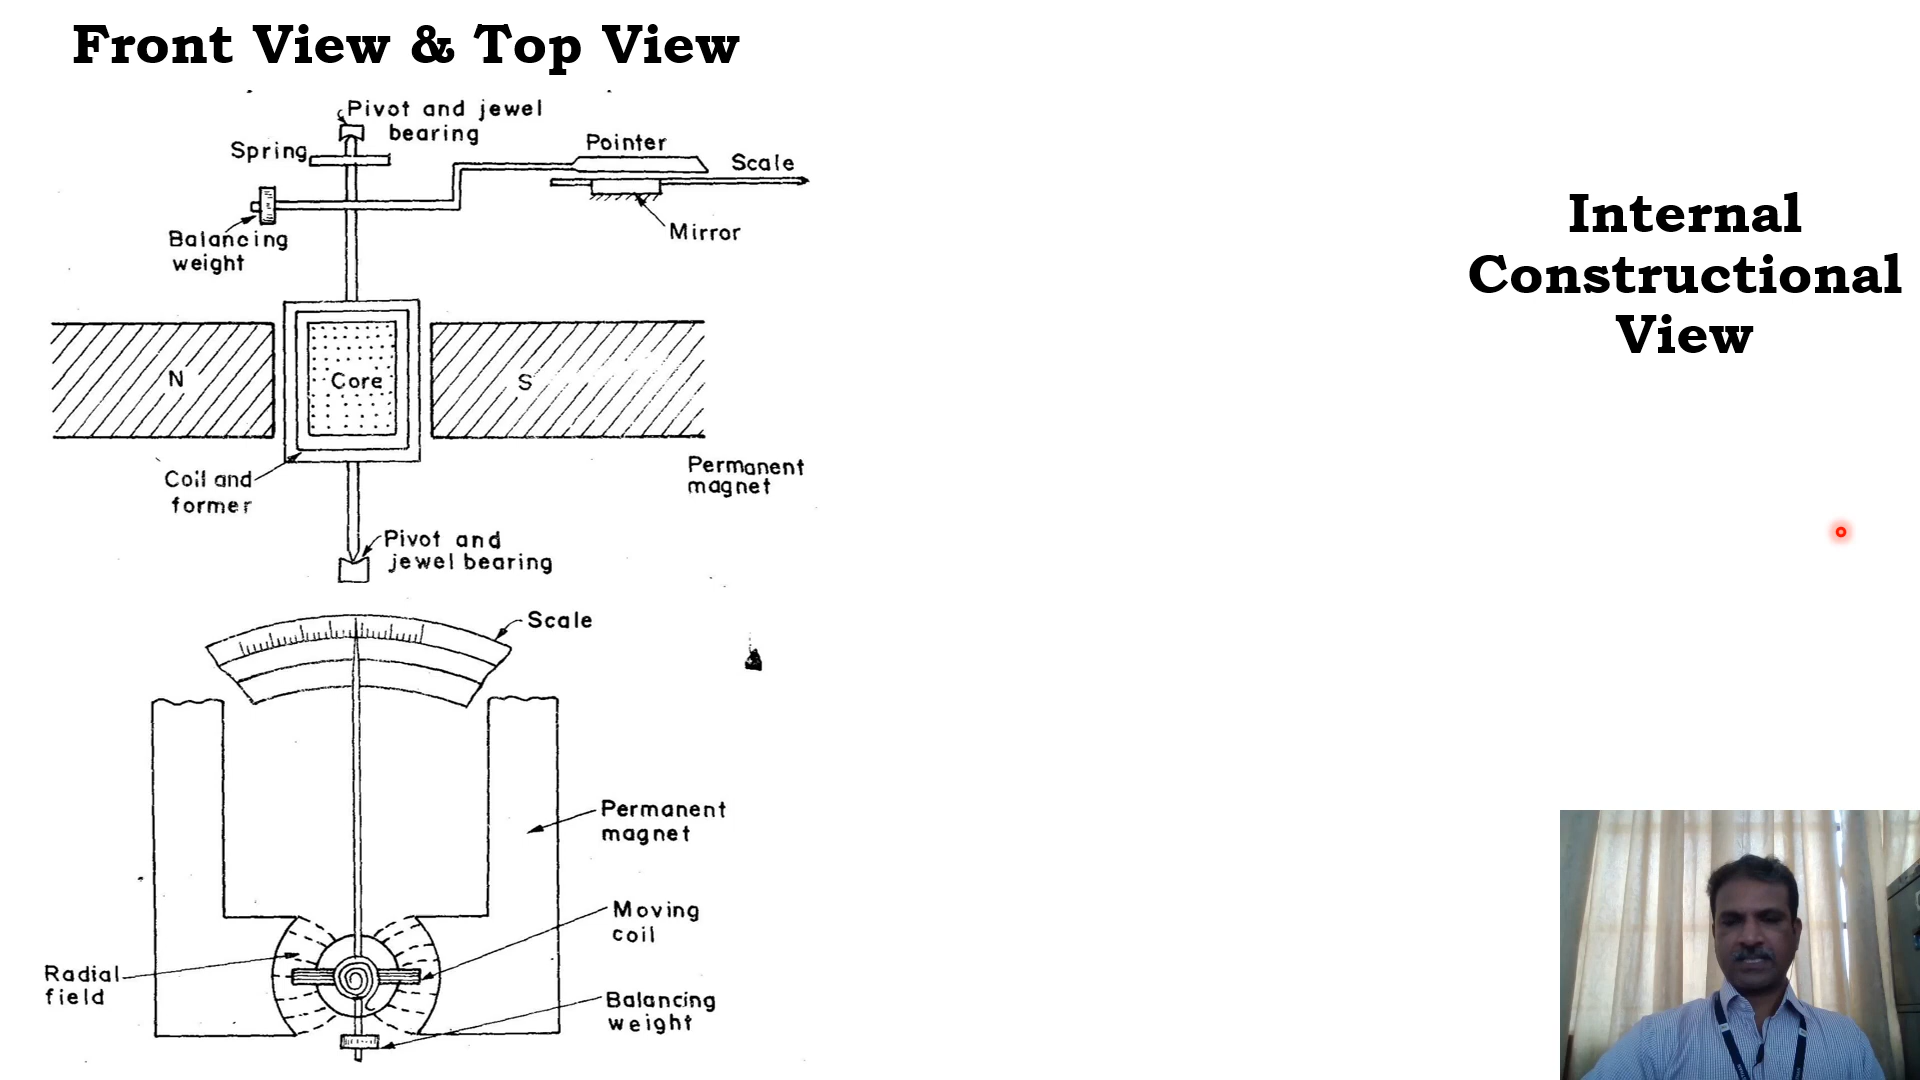 Front View & Top View
Pivot and jewel
bearing
Spring
Pointer
Scale
Balancing
weight
Mirror
N
Core
S
Coil and
former
Permanent
magnet
Pivot and
jewel bearing
Scale
Permanent
magnet
Moving
coil
Radial
field
Balancing
weight
Internal
Constructional
View